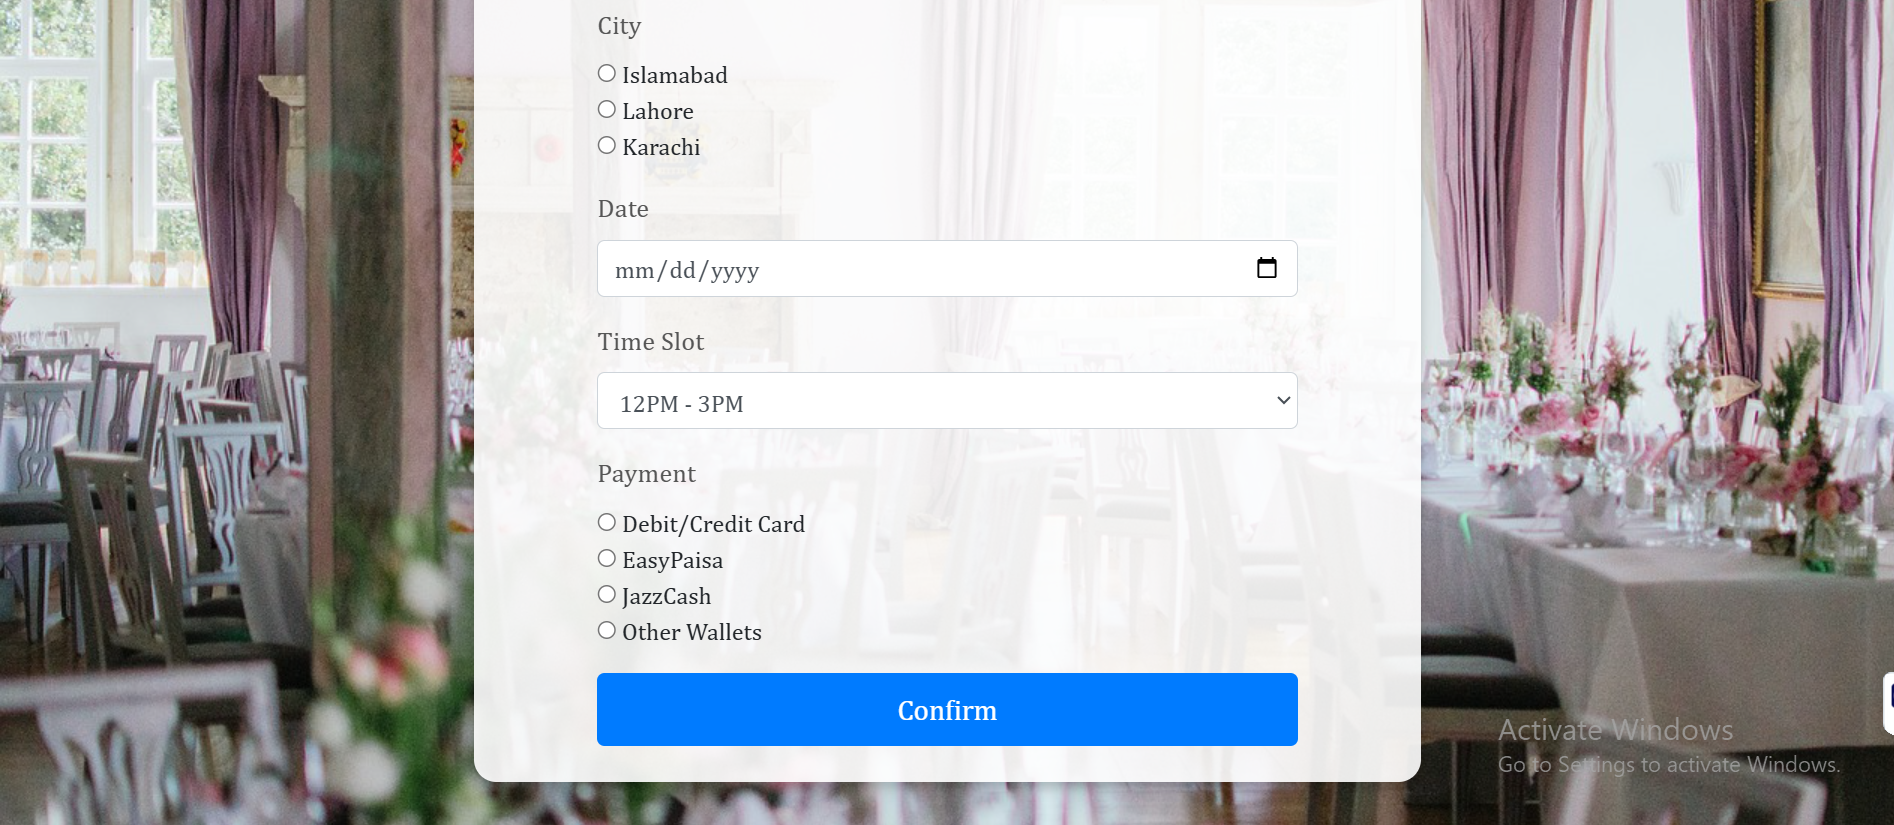 City
Islamabad
Lahore
Karachi
Date
mm/dd/yyyy
Time Slot
12PM - 3PM
Payment
Debit/Credit Card
EasyPaisa
JazzCash
Other Wallets
Confirm
Activate Windows
Go to Settings to activate Windows.